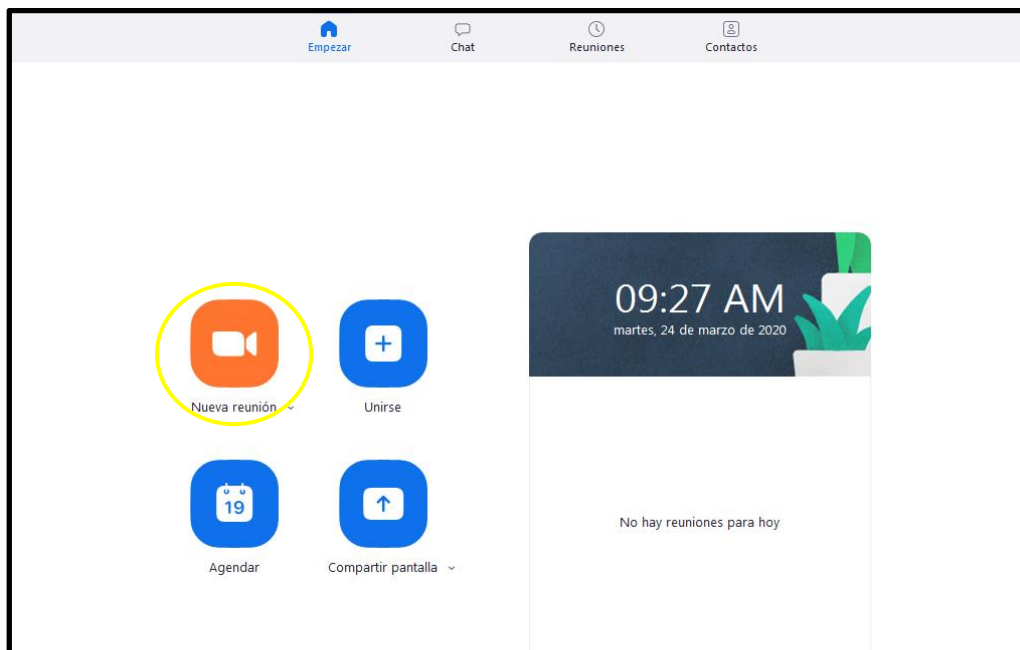 Empezar
Chat
Reuniones
Contactos
09:27 AM
martes, 24 de marzo de 2020
Nueva reunión
Unirse
19
Agendar
Compartir pantalla
No hay reuniones para hoy